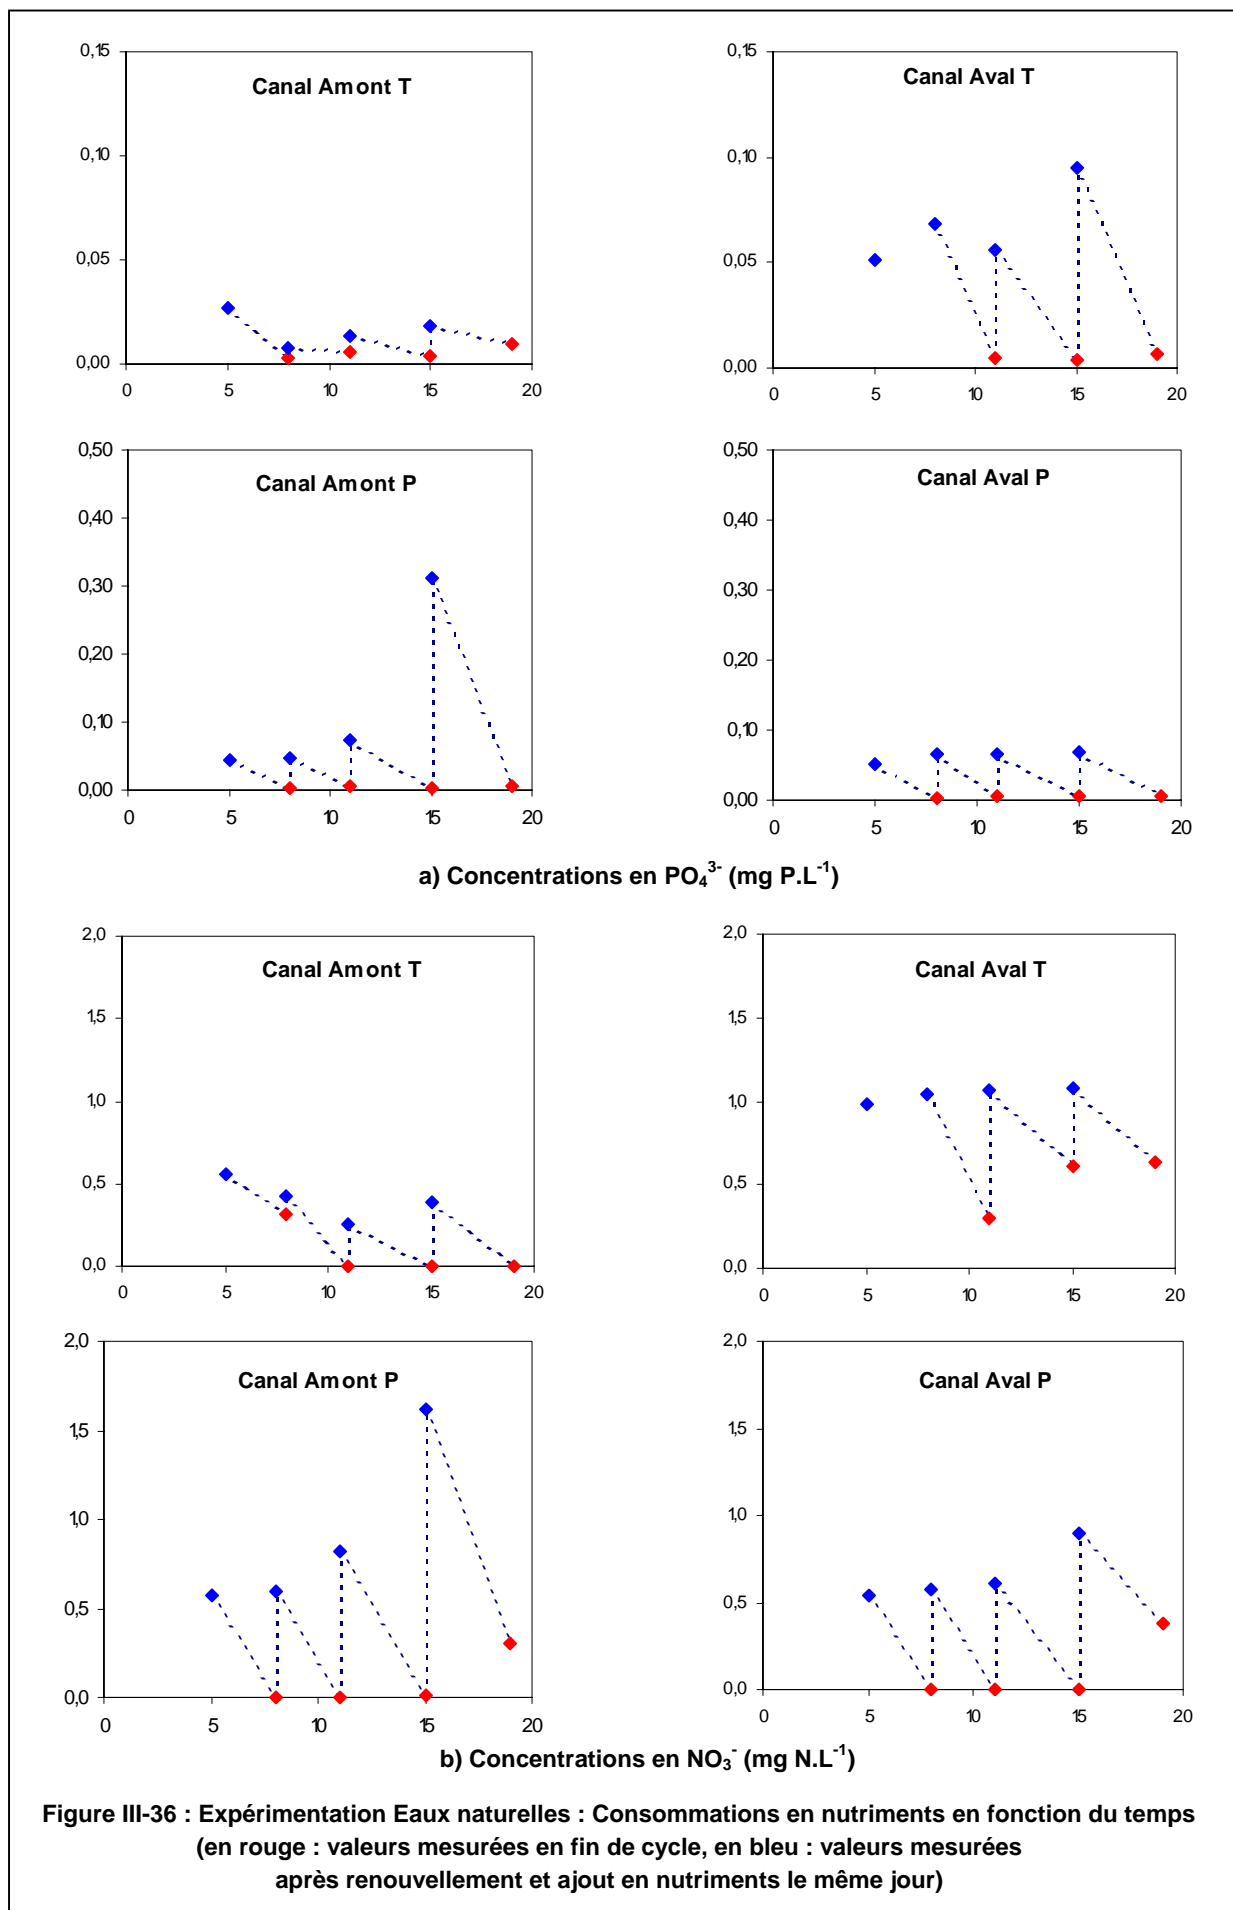 Canal Amont T
0,15
0,10
0,05
0,00
0 5 10 15 20
Canal Aval T
0,15
0,10
0,05
0,00
0 5 10 15 20
Canal Amont P
0,50
0,40
0,30
0,20
0,10
0,00
0 5 10 15 20
Canal Aval P
0,50
0,40
0,30
0,20
0,10
0,00
0 5 10 15 20
a) Concentrations en PO₄³⁻ (mg P.L⁻¹)
Canal Amont T
2,0
1,5
1,0
0,5
0,0
0 5 10 15 20
Canal Aval T
2,0
1,5
1,0
0,5
0,0
0 5 10 15 20
Canal Amont P
2,0
1,5
1,0
0,5
0,0
0 5 10 15 20
Canal Aval P
2,0
1,5
1,0
0,5
0,0
0 5 10 15 20
b) Concentrations en NO₃⁻ (mg N.L⁻¹)
Figure III-36 : Expérimentation Eaux naturelles : Consommations en nutriments en fonction du temps
(en rouge : valeurs mesurées en fin de cycle, en bleu : valeurs mesurées
après renouvellement et ajout en nutriments le même jour)